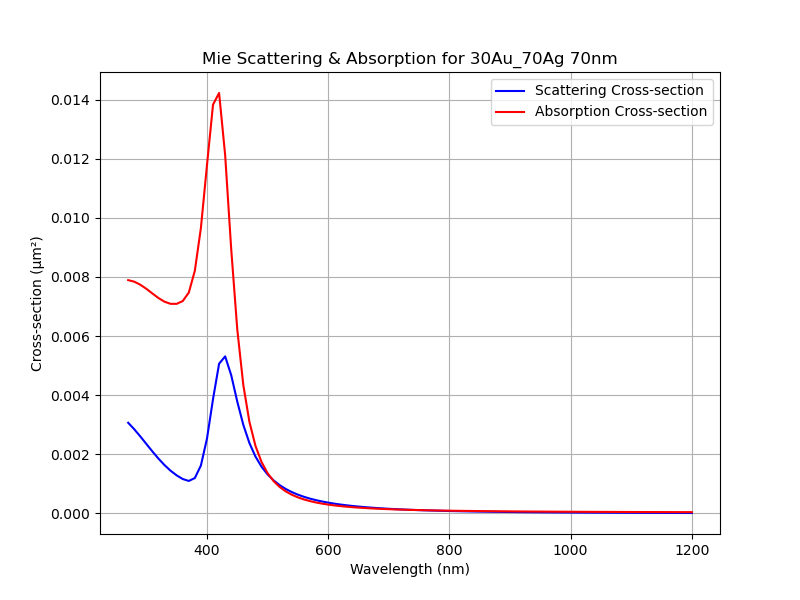 Mie Scattering & Absorption for 30Au_70Ag 70nm
Scattering Cross-section
Absorption Cross-section
0.014
0.012
0.010
0.008
0.006
0.004
0.002
0.000
Cross-section (μm²)
400 600 800 1000 1200
Wavelength (nm)